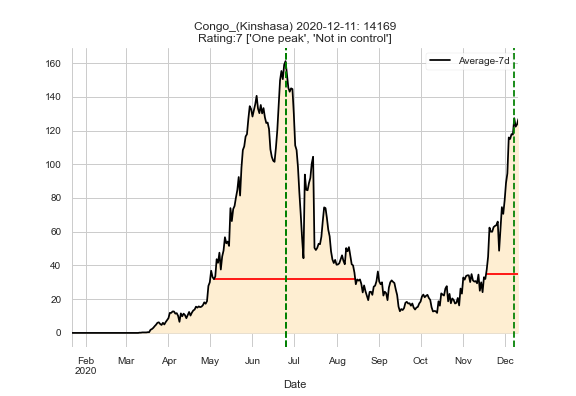 Congo_(Kinshasa) 2020-12-11: 14169
Rating:7 ['One peak', 'Not in control']
Average-7d
160
140
120
100
80
60
40
20
0
Feb Mar Apr May Jun Jul Aug Sep Oct Nov Dec
2020
Date